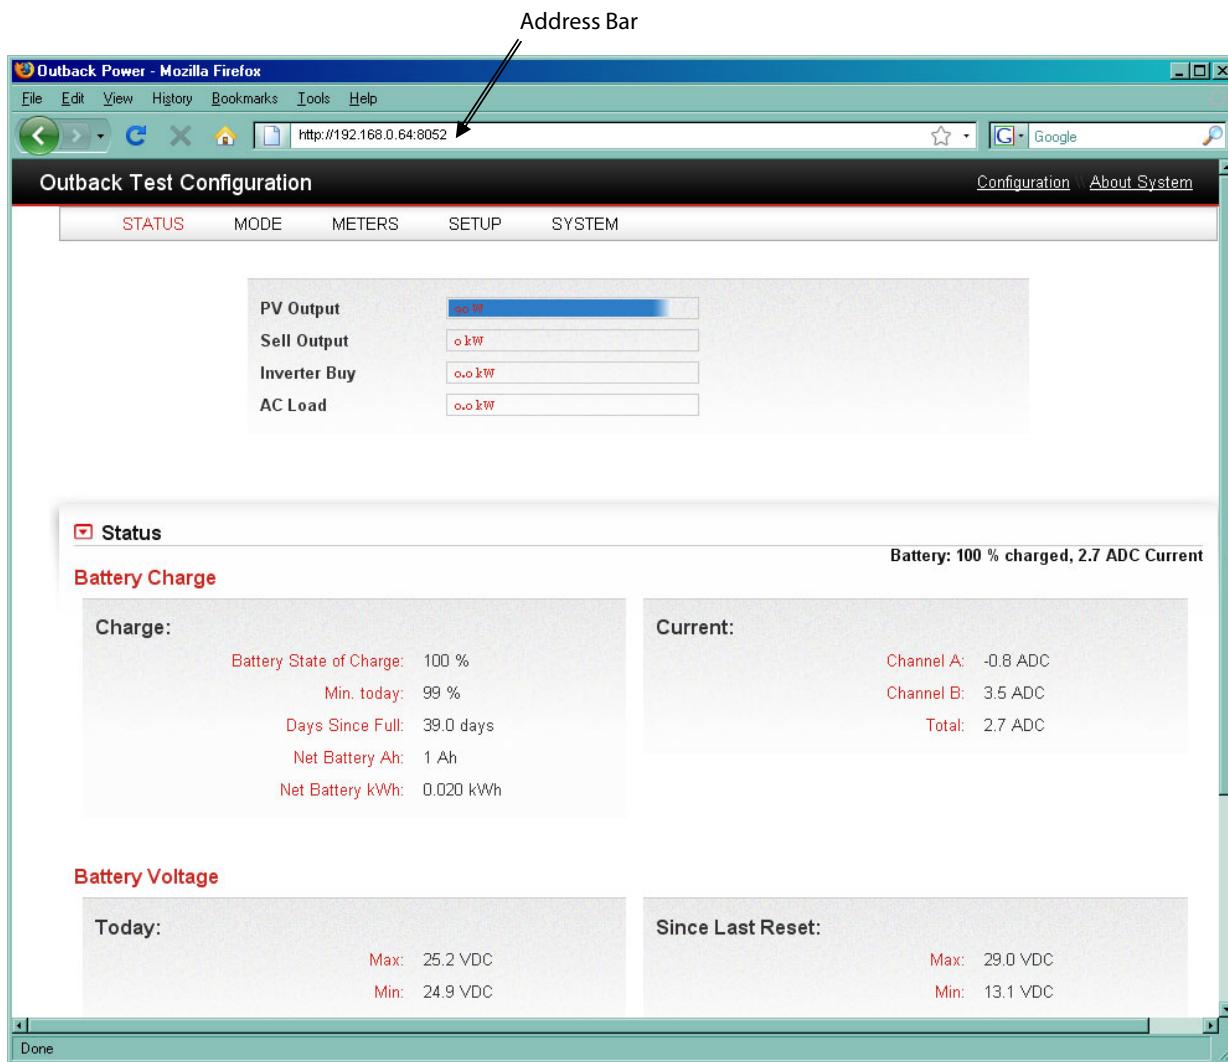 Address Bar
Outback Power - Mozilla Firefox
File Edit View History Bookmarks Tools Help
http://192.168.0.64:8052
Google
Outback Test Configuration
Configuration \\ About System
STATUS MODE METERS SETUP SYSTEM
PV Output 90 W
Sell Output 0 kW
Inverter Buy 0.0 kW
AC Load 0.0 kW
Status
Battery: 100 % charged, 2.7 ADC Current
Battery Charge
Charge:
Battery State of Charge: 100 %
Min. today: 99 %
Days Since Full: 39.0 days
Net Battery Ah: 1 Ah
Net Battery kWh: 0.020 kWh
Current:
Channel A: -0.8 ADC
Channel B: 3.5 ADC
Total: 2.7 ADC
Battery Voltage
Today:
Max: 25.2 VDC
Min: 24.9 VDC
Since Last Reset:
Max: 29.0 VDC
Min: 13.1 VDC
Done